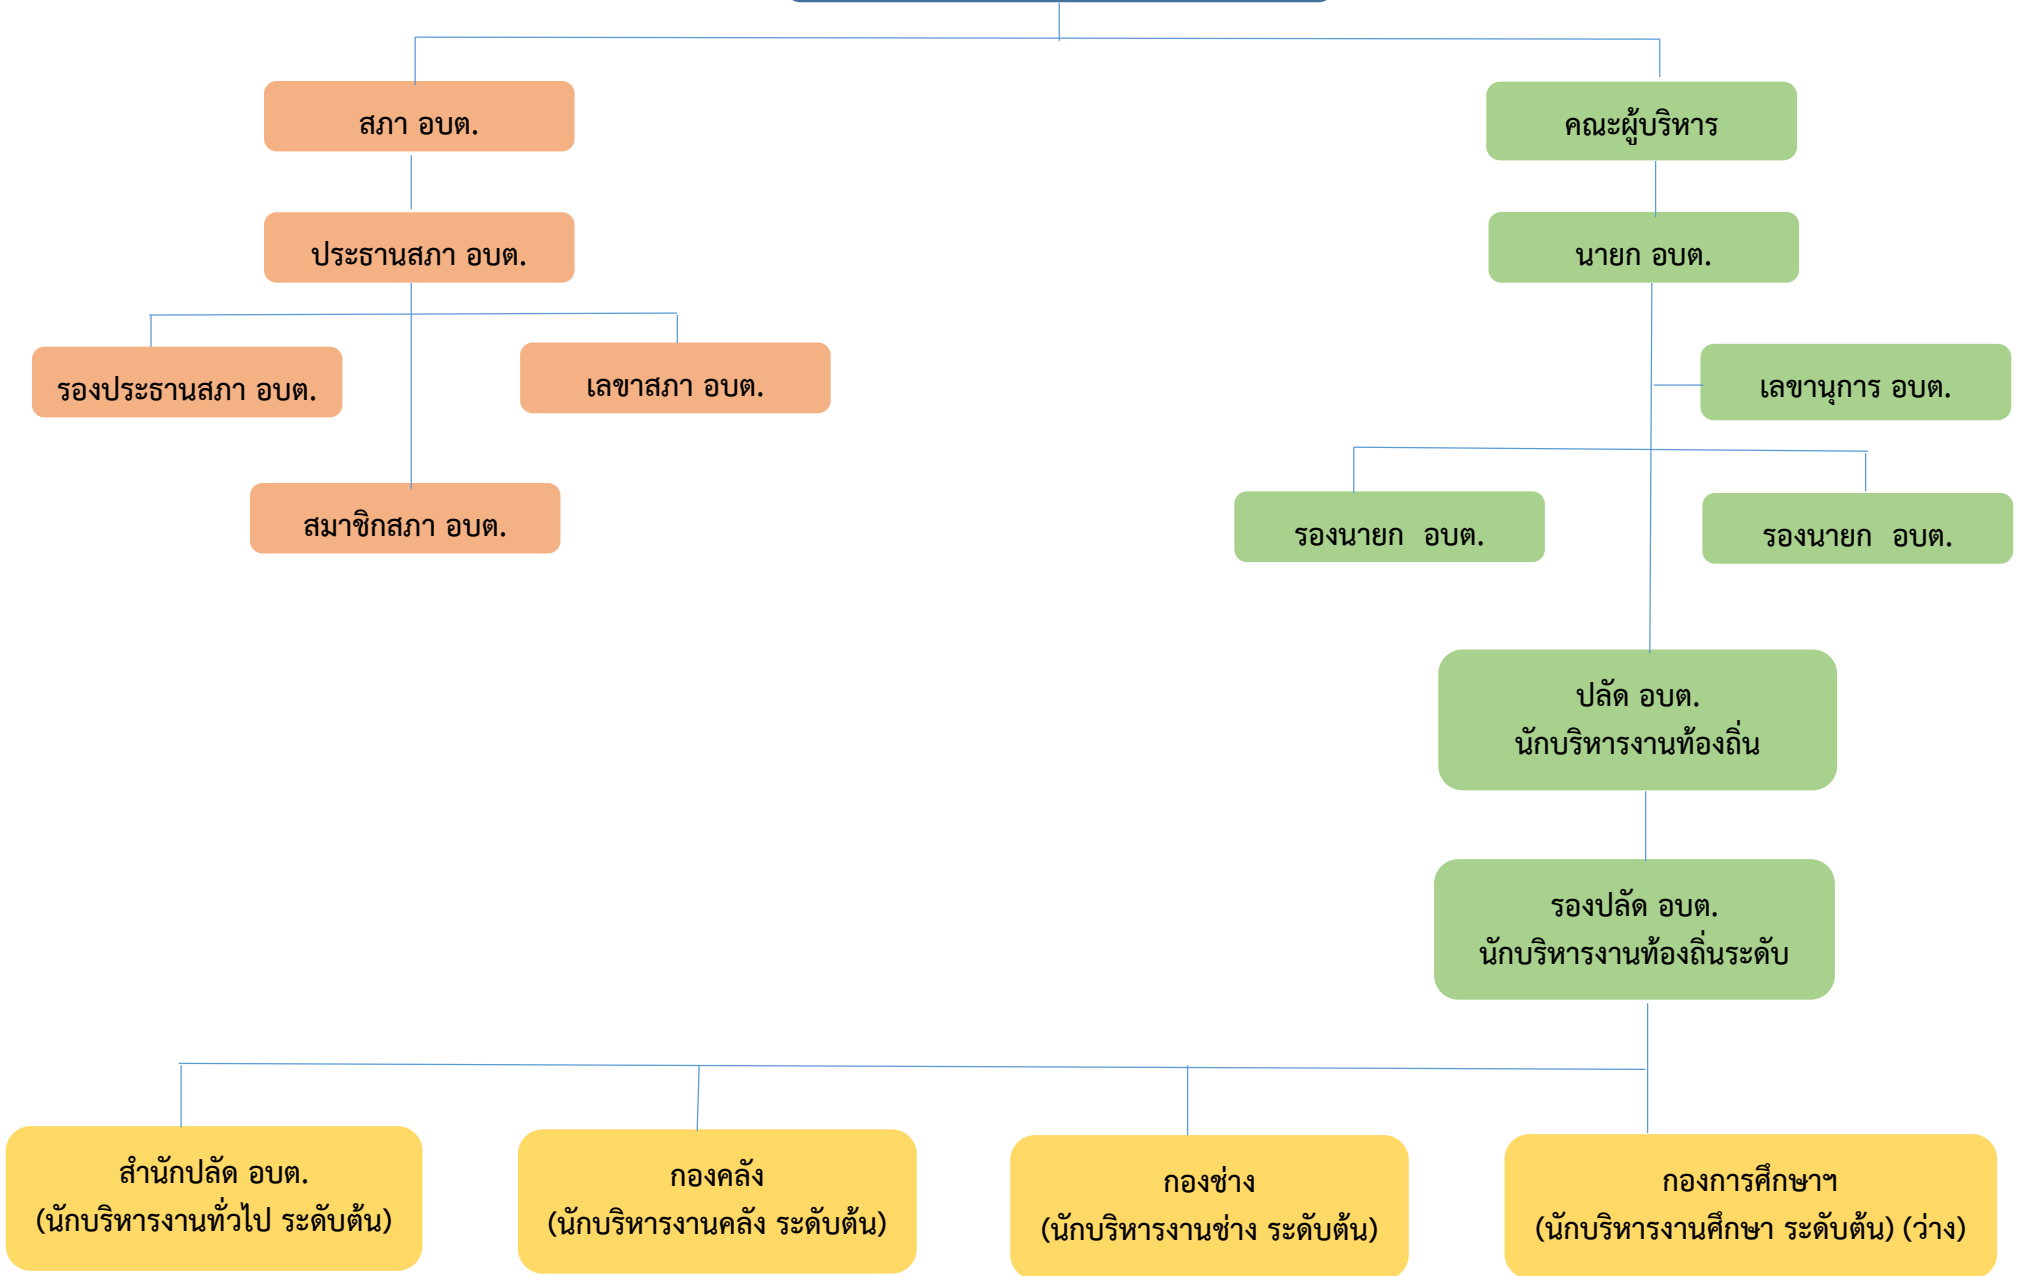 สภา อบต.
คณะผู้บริหาร
ประธานสภา อบต.
นายก อบต.
รองประธานสภา อบต.
เลขาสภา อบต.
เลขานุการ อบต.
สมาชิกสภา อบต.
รองนายก อบต.
รองนายก อบต.
ปลัด อบต.
นักบริหารงานท้องถิ่น
รองปลัด อบต.
นักบริหารงานท้องถิ่นระดับ
สำนักปลัด อบต.
(นักบริหารงานทั่วไป ระดับต้น)
กองคลัง
(นักบริหารงานคลัง ระดับต้น)
กองช่าง
(นักบริหารงานช่าง ระดับต้น)
กองการศึกษาฯ
(นักบริหารงานศึกษา ระดับต้น) (ว่าง)